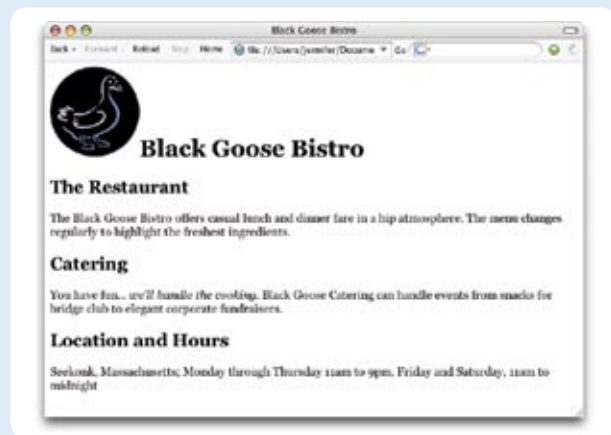 Black Goose Bistro
Back Forward Reload Stop Home file:///Users/jennifer/Docume Go
Black Goose Bistro
The Restaurant
The Black Goose Bistro offers casual lunch and dinner fare in a hip atmosphere. The menu changes
regularly to highlight the freshest ingredients.
Catering
You have fun... we'll handle the cooking. Black Goose Catering can handle events from snacks for
bridge club to elegant corporate fundraisers.
Location and Hours
Seekonk, Massachusetts; Monday through Thursday 11am to 9pm, Friday and Saturday, 11am to
midnight